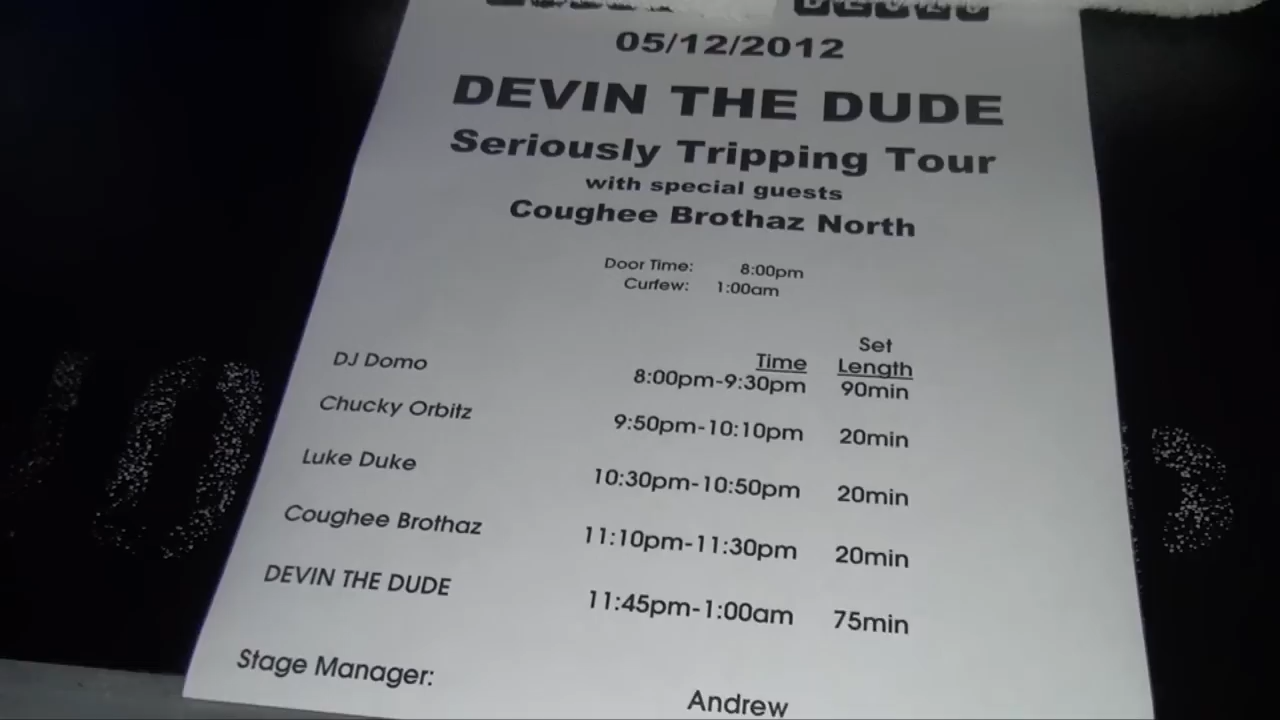 05/12/2012
DEVIN THE DUDE
Seriously Tripping Tour
with special guests
Coughee Brothaz North
Door Time: 8:00pm
Curfew: 1:00am
Set
Time Length
DJ Domo 8:00pm-9:30pm 90min
Chucky Orbitz 9:50pm-10:10pm 20min
Luke Duke 10:30pm-10:50pm 20min
Coughee Brothaz 11:10pm-11:30pm 20min
DEVIN THE DUDE 11:45pm-1:00am 75min
Stage Manager: Andrew